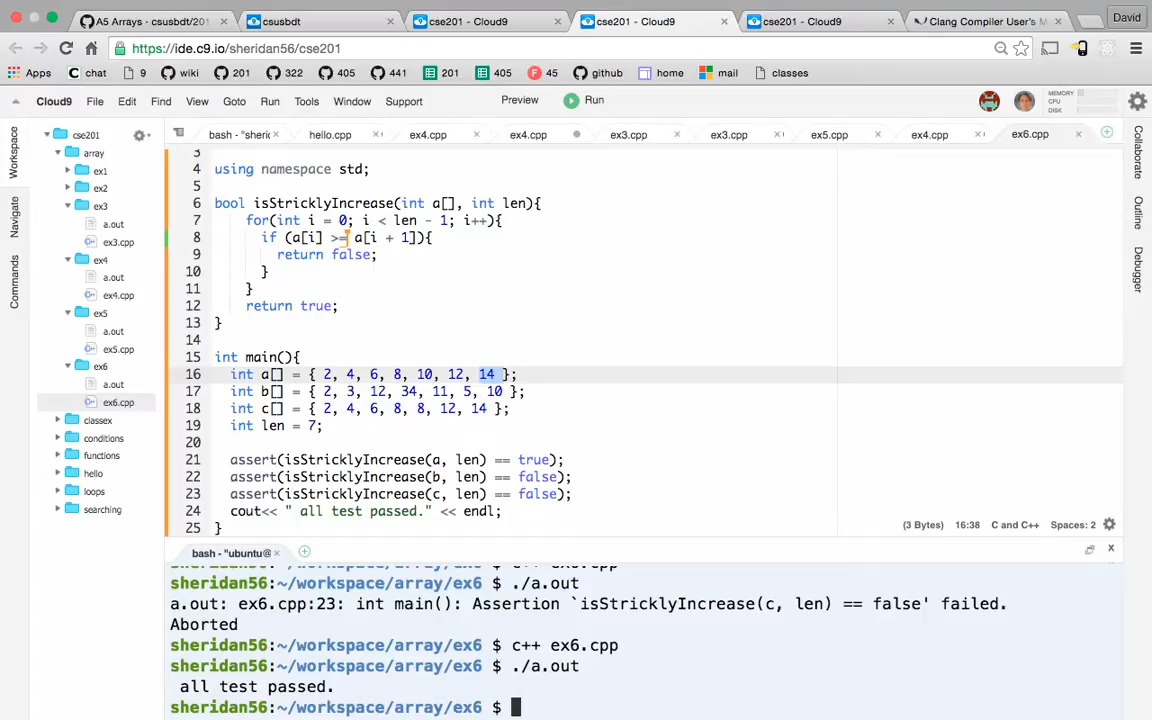 A5 Arrays - csusbdt/201
csusbdt
cse201 - Cloud9
cse201 - Cloud9
cse201 - Cloud9
Clang Compiler User's M
David
https://ide.c9.io/sheridan56/cse201
Apps chat 9 wiki 201 322 405 441 201 405 45 github home mail classes
Cloud9 File Edit Find View Goto Run Tools Window Support Preview Run
MEMORY
CPU
DISK
Workspace
Navigate
Commands
Collaborate
Outline
Debugger
bash - "sheri hello.cpp ex4.cpp ex4.cpp ex3.cpp ex3.cpp ex5.cpp ex4.cpp ex6.cpp
cse201
array
ex1
ex2
ex3
a.out
ex3.cpp
ex4
a.out
ex4.cpp
ex5
a.out
ex5.cpp
ex6
a.out
ex6.cpp
classex
conditions
functions
hello
loops
searching
3
4 using namespace std;
5
6 bool isStricklyIncrease(int a[], int len){
7 for(int i = 0; i < len - 1; i++){
8 if (a[i] >= a[i + 1]){
9 return false;
10 }
11 }
12 return true;
13 }
14
15 int main(){
16 int a[] = { 2, 4, 6, 8, 10, 12, 14 };
17 int b[] = { 2, 3, 12, 34, 11, 5, 10 };
18 int c[] = { 2, 4, 6, 8, 8, 12, 14 };
19 int len = 7;
20
21 assert(isStricklyIncrease(a, len) == true);
22 assert(isStricklyIncrease(b, len) == false);
23 assert(isStricklyIncrease(c, len) == false);
24 cout<< " all test passed." << endl;
25 }
(3 Bytes) 16:38 C and C++ Spaces: 2
bash - "ubuntu@
sheridan56:~/workspace/array/ex6 $ c++ ex6.cpp
sheridan56:~/workspace/array/ex6 $ ./a.out
a.out: ex6.cpp:23: int main(): Assertion `isStricklyIncrease(c, len) == false' failed.
Aborted
sheridan56:~/workspace/array/ex6 $ c++ ex6.cpp
sheridan56:~/workspace/array/ex6 $ ./a.out
all test passed.
sheridan56:~/workspace/array/ex6 $